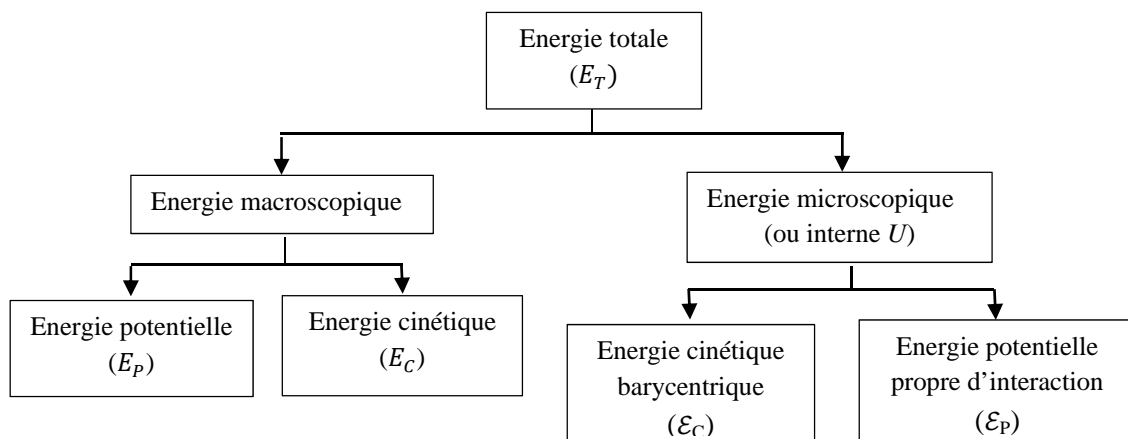 Energie totale
(E_T)
Energie macroscopique
Energie microscopique
(ou interne U)
Energie potentielle
(E_P)
Energie cinétique
(E_C)
Energie cinétique
barycentrique
(ℰ_C)
Energie potentielle
propre d’interaction
(ℰ_P)